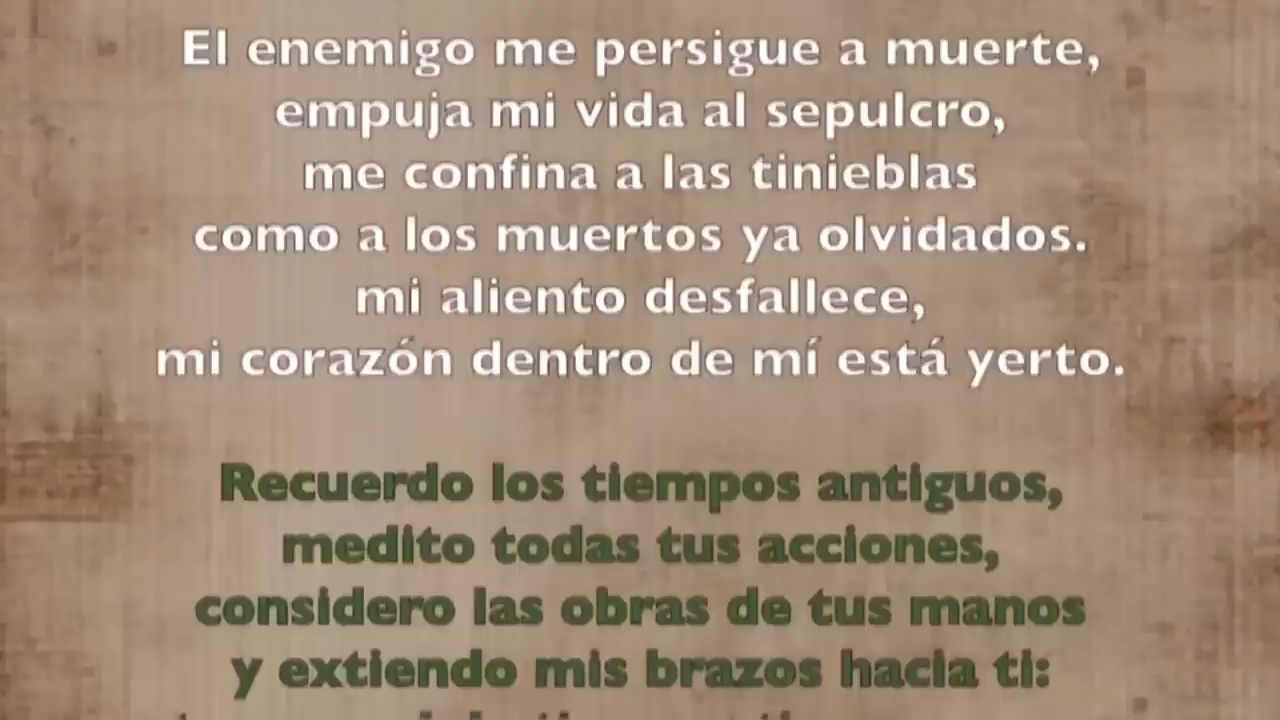 El enemigo me persigue a muerte,
empuja mi vida al sepulcro,
me confina a las tinieblas
como a los muertos ya olvidados.
mi aliento desfallece,
mi corazón dentro de mí está yerto.
Recuerdo los tiempos antiguos,
medito todas tus acciones,
considero las obras de tus manos
y extiendo mis brazos hacia ti: